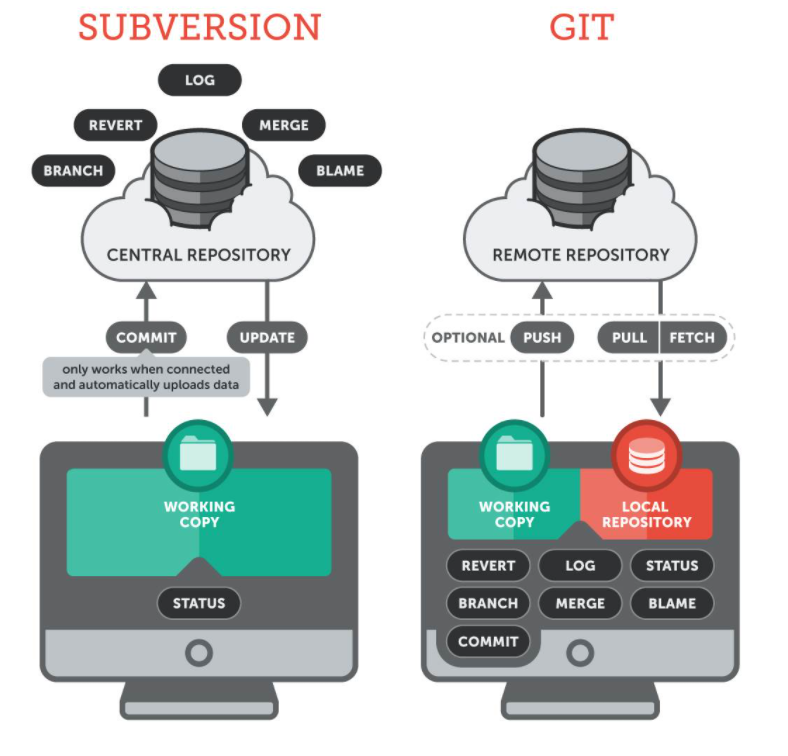 SUBVERSION
LOG
REVERT
MERGE
BRANCH
BLAME
CENTRAL REPOSITORY
COMMIT
UPDATE
only works when connected
and automatically uploads data
WORKING
COPY
STATUS
GIT
REMOTE REPOSITORY
OPTIONAL
PUSH
PULL
FETCH
WORKING
COPY
LOCAL
REPOSITORY
REVERT
LOG
STATUS
BRANCH
MERGE
BLAME
COMMIT